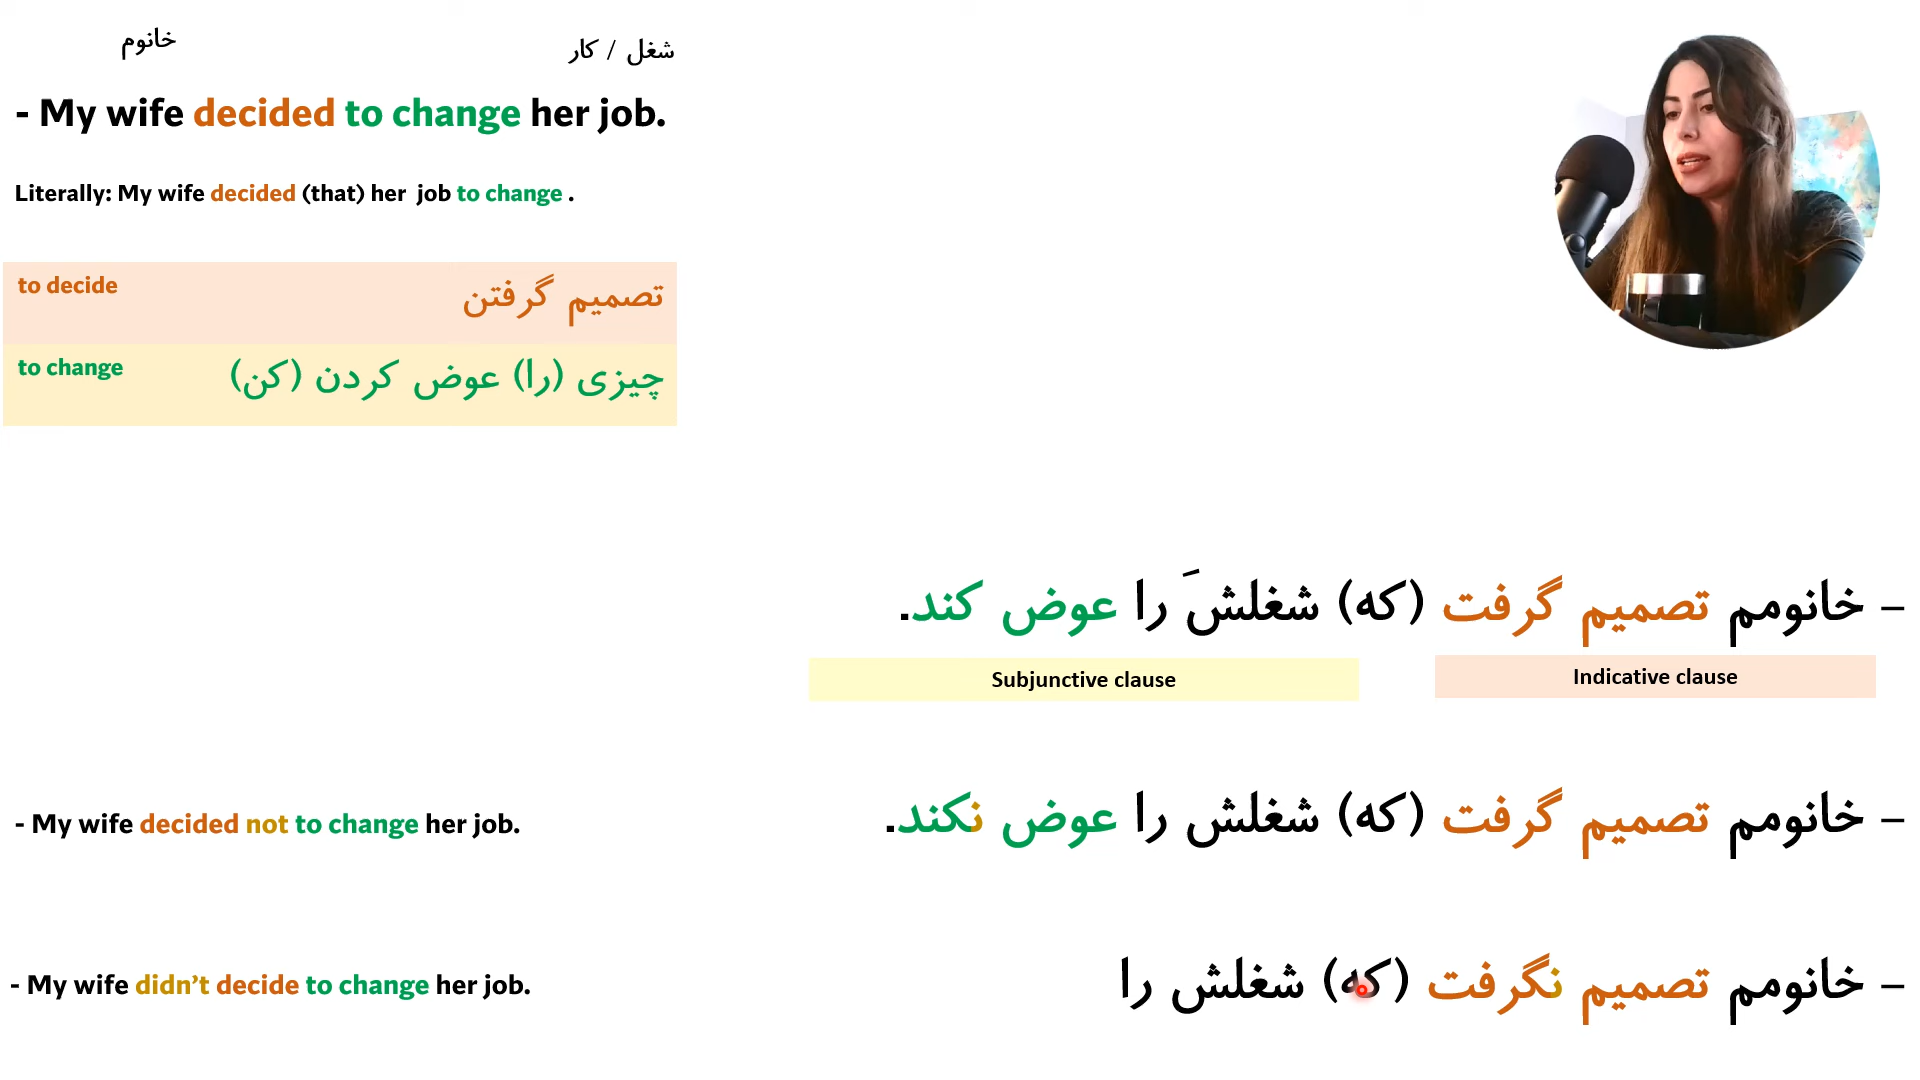 خانوم
شغل / کار
- My wife decided to change her job.
Literally: My wife decided (that) her job to change .
to decide
تصمیم گرفتن
to change
چیزی (را) عوض کردن (کن)
– خانومم تصمیم گرفت (که) شغلشَ را عوض کند.
Subjunctive clause
Indicative clause
- My wife decided not to change her job.
– خانومم تصمیم گرفت (که) شغلش را عوض نکند.
- My wife didn’t decide to change her job.
– خانومم تصمیم نگرفت (که) شغلش را